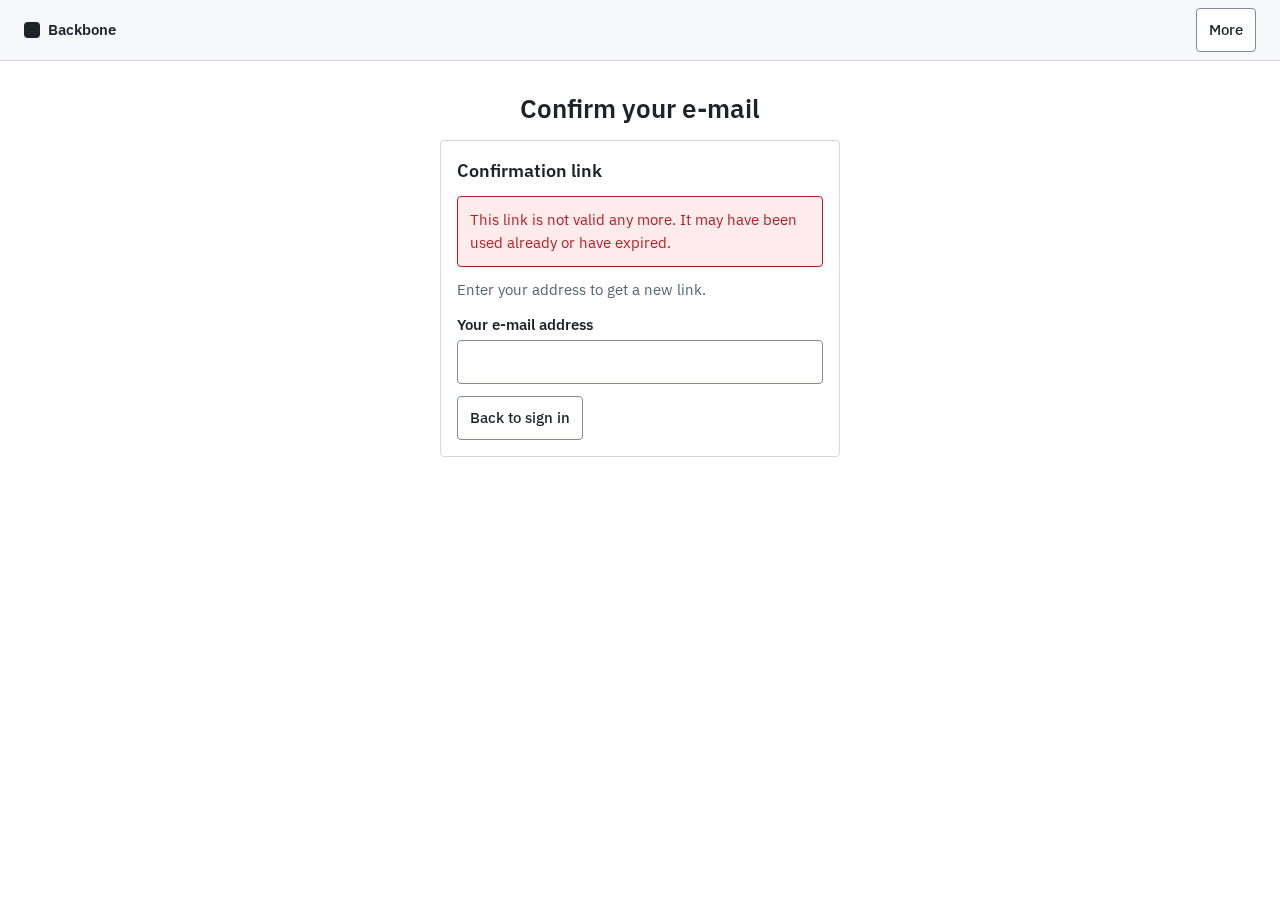 Backbone
More
Confirm your e-mail
Confirmation link
This link is not valid any more. It may have been
used already or have expired.
Enter your address to get a new link.
Your e-mail address
Back to sign in